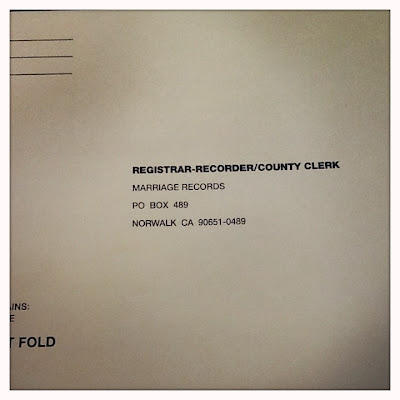 REGISTRAR-RECORDER/COUNTY CLERK
MARRIAGE RECORDS
PO BOX 489
NORWALK CA 90651-0489
AINS:
E
T FOLD